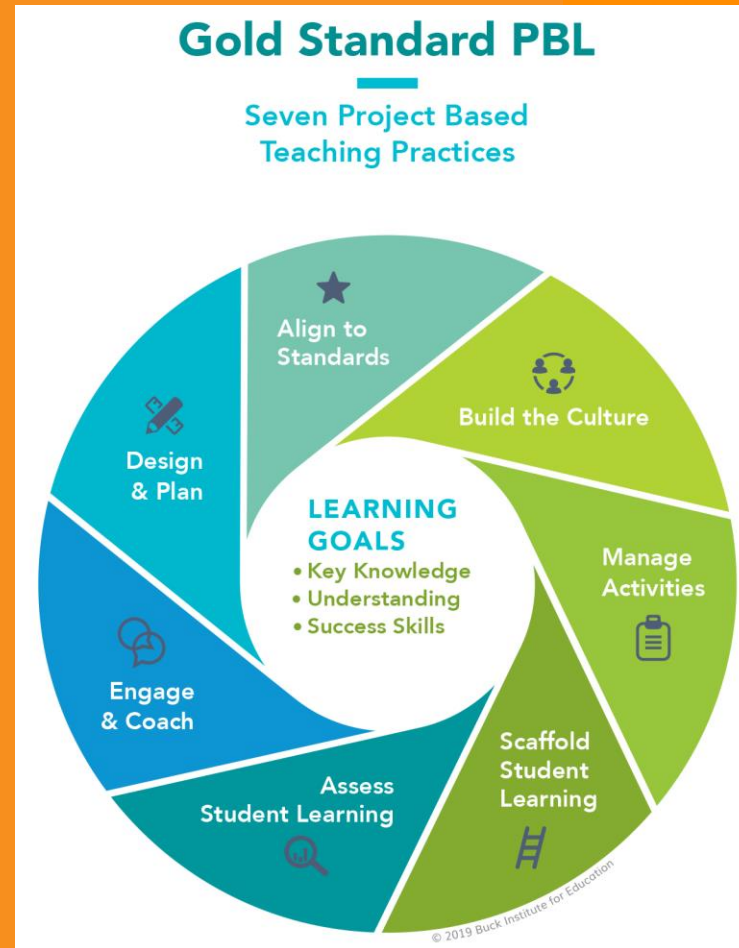 Gold Standard PBL
Seven Project Based
Teaching Practices
Align to
Standards
Build the Culture
Manage
Activities
Scaffold
Student
Learning
Assess
Student Learning
Engage
& Coach
Design
& Plan
LEARNING
GOALS
• Key Knowledge
• Understanding
• Success Skills
© 2019 Buck Institute for Education